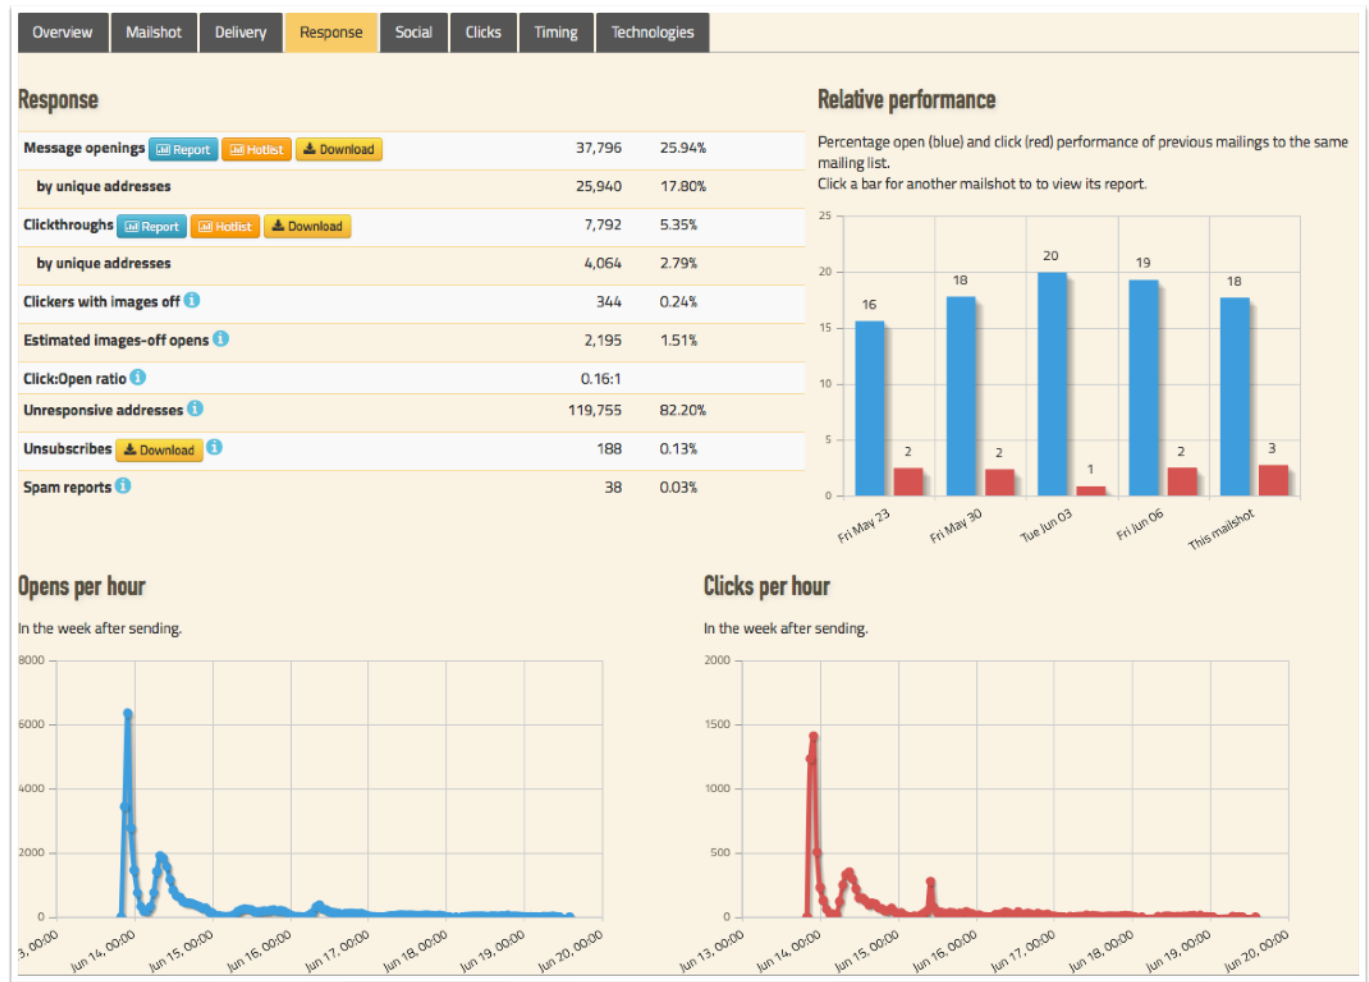 Overview Mailshot Delivery Response Social Clicks Timing Technologies
Response
Message openings Report Hotlist Download 37,796 25.94%
by unique addresses 25,940 17.80%
Clickthroughs Report Hotlist Download 7,792 5.35%
by unique addresses 4,064 2.79%
Clickers with images off i 344 0.24%
Estimated images-off opens i 2,195 1.51%
Click:Open ratio i 0.16:1
Unresponsive addresses i 119,755 82.20%
Unsubscribes Download i 188 0.13%
Spam reports i 38 0.03%
Relative performance
Percentage open (blue) and click (red) performance of previous mailings to the same
mailing list.
Click a bar for another mailshot to to view its report.
25
20
15
10
5
0
16 2 18 2 20 1 19 2 18 3
Fri May 23 Fri May 30 Tue Jun 03 Fri Jun 06 This mailshot
Opens per hour
In the week after sending.
8000
6000
4000
2000
0
3, 00:00 Jun 14, 00:00 Jun 15, 00:00 Jun 16, 00:00 Jun 17, 00:00 Jun 18, 00:00 Jun 19, 00:00 Jun 20, 00:00
Clicks per hour
In the week after sending.
2000
1500
1000
500
0
Jun 13, 00:00 Jun 14, 00:00 Jun 15, 00:00 Jun 16, 00:00 Jun 17, 00:00 Jun 18, 00:00 Jun 19, 00:00 Jun 20, 00:00